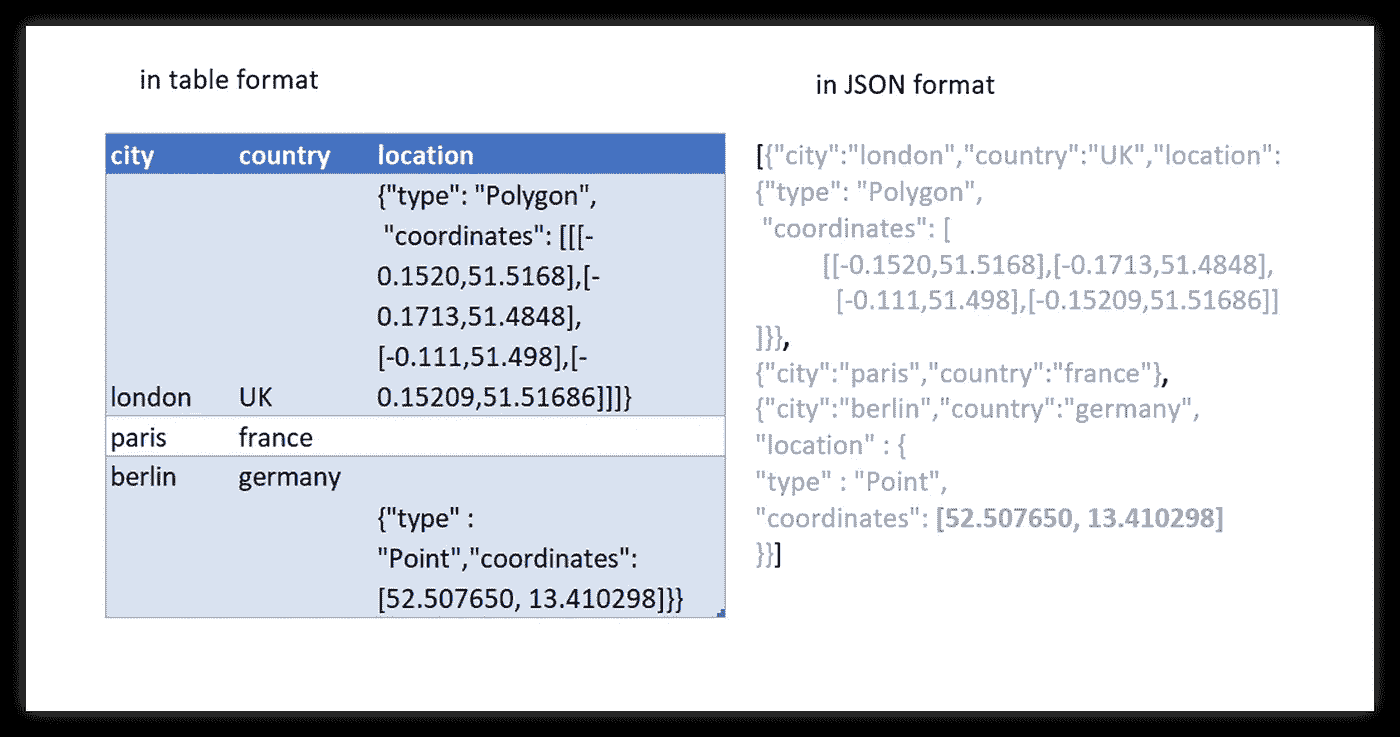 in table format
city country location
{"type": "Polygon",
"coordinates": [[[-
0.1520,51.5168],[-
0.1713,51.4848],
[-0.111,51.498],[-
london UK 0.15209,51.51686]]]}
paris france
berlin germany
{"type" :
"Point","coordinates":
[52.507650, 13.410298]}}
in JSON format
[{"city":"london","country":"UK","location":
{"type": "Polygon",
"coordinates": [
[[-0.1520,51.5168],[-0.1713,51.4848],
[-0.111,51.498],[-0.15209,51.51686]]
]}},
{"city":"paris","country":"france"},
{"city":"berlin","country":"germany",
"location" : {
"type" : "Point",
"coordinates": [52.507650, 13.410298]
}}]